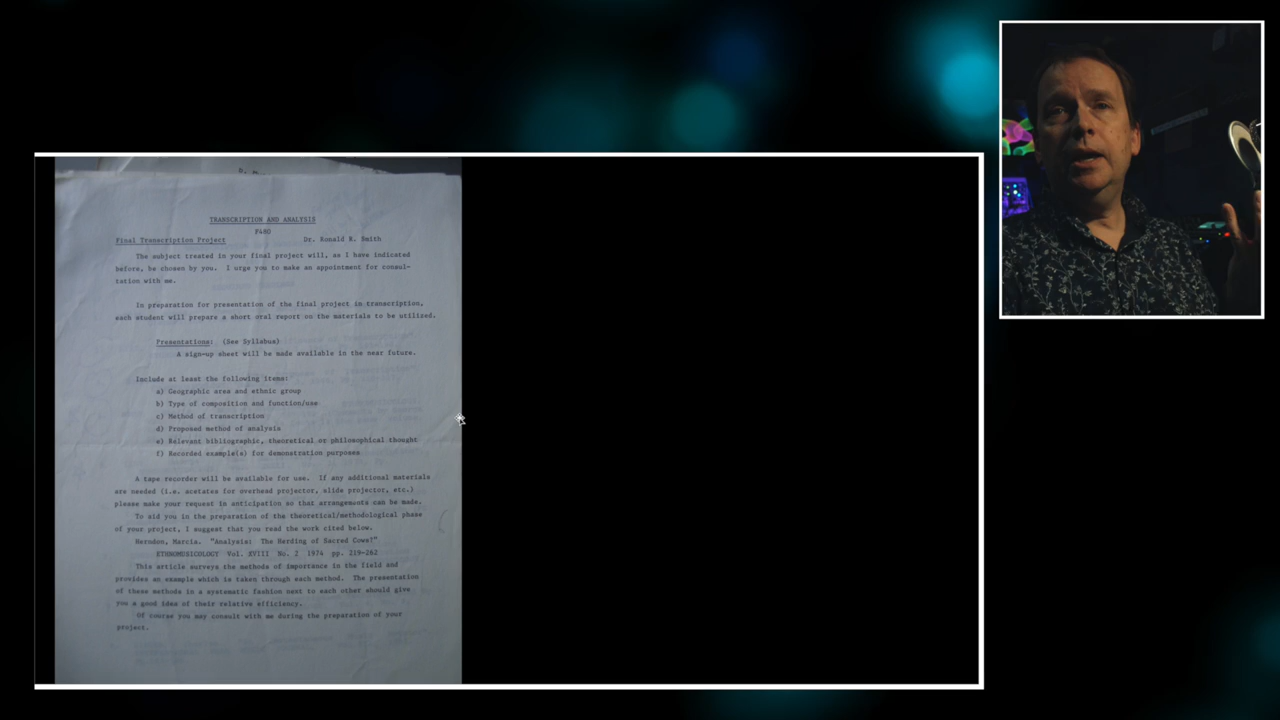 TRANSCRIPTION AND ANALYSIS
F480
Final Transcription Project Dr. Ronald R. Smith
The subject treated in your final project will, as I have indicated
before, be chosen by you. I urge you to make an appointment for consul-
tation with me.
In preparation for presentation of the final project in transcription,
each student will prepare a short oral report on the materials to be utilized.
Presentations: (See Syllabus)
A sign-up sheet will be made available in the near future.
Include at least the following items:
a) Geographic area and ethnic group
b) Type of composition and function/use
c) Method of transcription
d) Proposed method of analysis
e) Relevant bibliographic, theoretical or philosophical thought
f) Recorded example(s) for demonstration purposes
A tape recorder will be available for use. If any additional materials
are needed (i.e. acetates for overhead projector, slide projector, etc.)
please make your request in anticipation so that arrangements can be made.
To aid you in the preparation of the theoretical/methodological phase
of your project, I suggest that you read the work cited below.
Herndon, Marcia. "Analysis: The Herding of Sacred Cows?"
ETHNOMUSICOLOGY Vol. XVIII No. 2 1974 pp. 219-262
This article surveys the methods of importance in the field and
provides an example which is taken through each method. The presentation
of these methods in a systematic fashion next to each other should give
you a good idea of their relative efficiency.
Of course you may consult with me during the preparation of your
project.